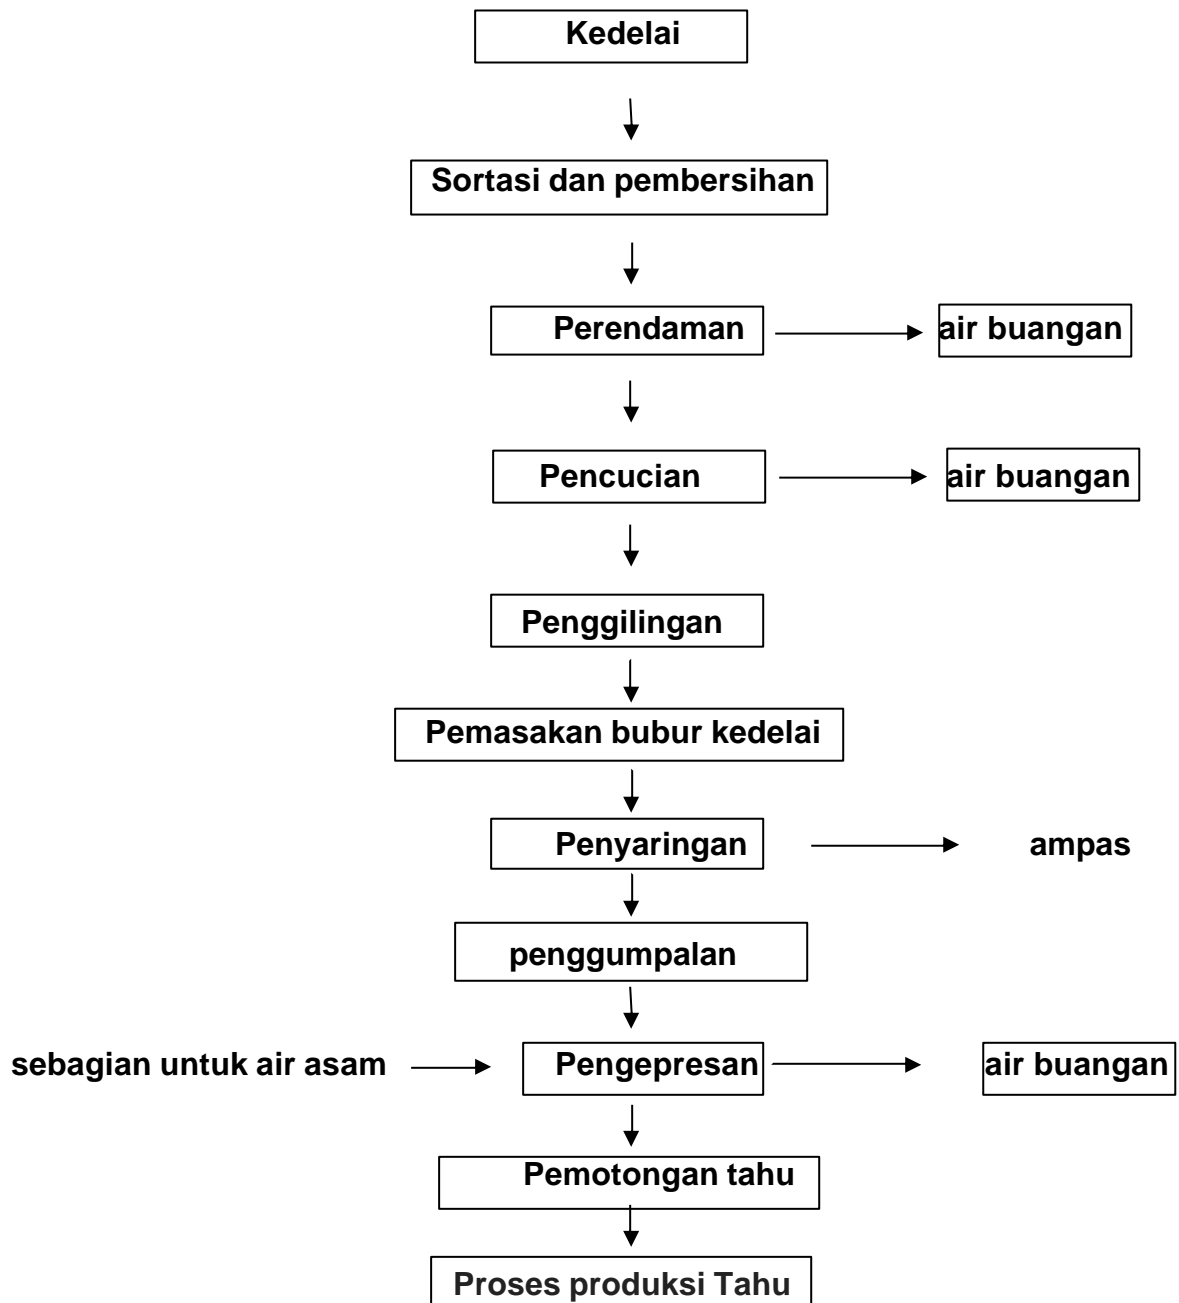 Kedelai
Sortasi dan pembersihan
Perendaman
air buangan
Pencucian
air buangan
Penggilingan
Pemasakan bubur kedelai
Penyaringan
ampas
penggumpalan
sebagian untuk air asam
Pengepresan
air buangan
Pemotongan tahu
Proses produksi Tahu